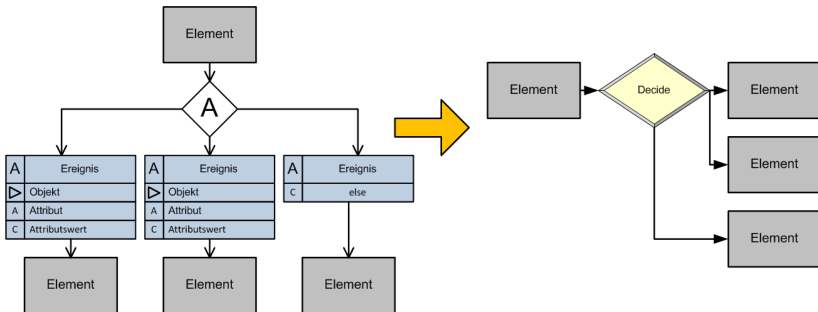 Element
A
A Ereignis
Objekt
A Attribut
C Attributswert
A Ereignis
Objekt
A Attribut
C Attributswert
A Ereignis
C else
Element
Element
Element
Element
Decide
Element
Element
Element